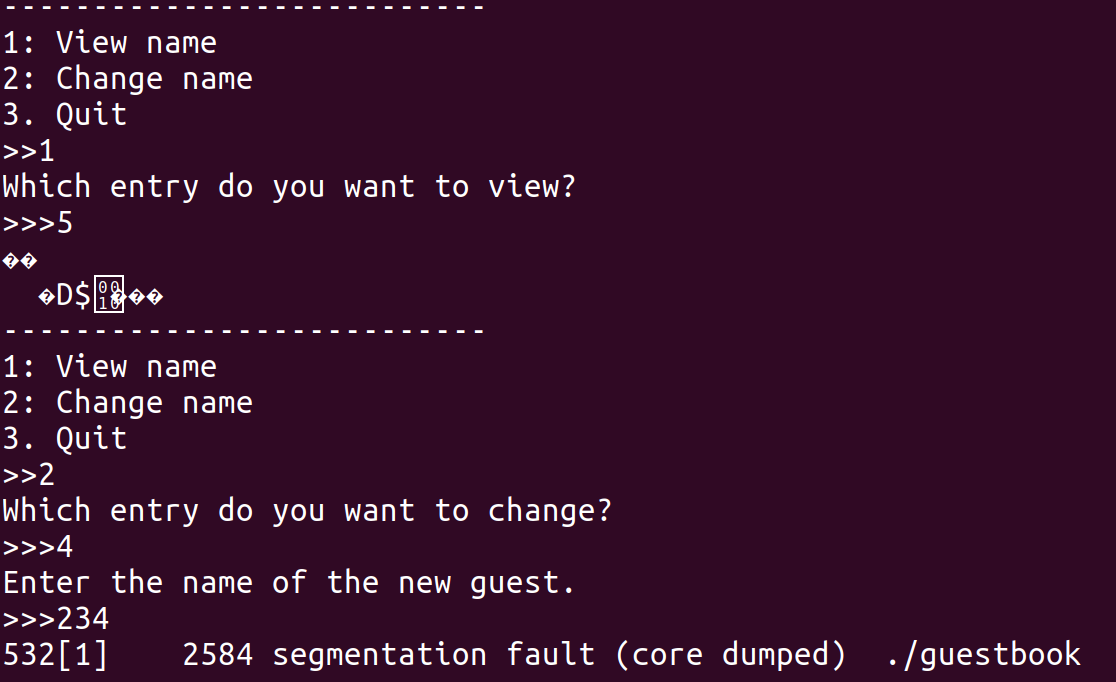 ---------------------------
1: View name
2: Change name
3. Quit
>>1
Which entry do you want to view?
>>>5
��
�D$���
---------------------------
1: View name
2: Change name
3. Quit
>>2
Which entry do you want to change?
>>>4
Enter the name of the new guest.
>>>234
532[1]    2584 segmentation fault (core dumped)  ./guestbook